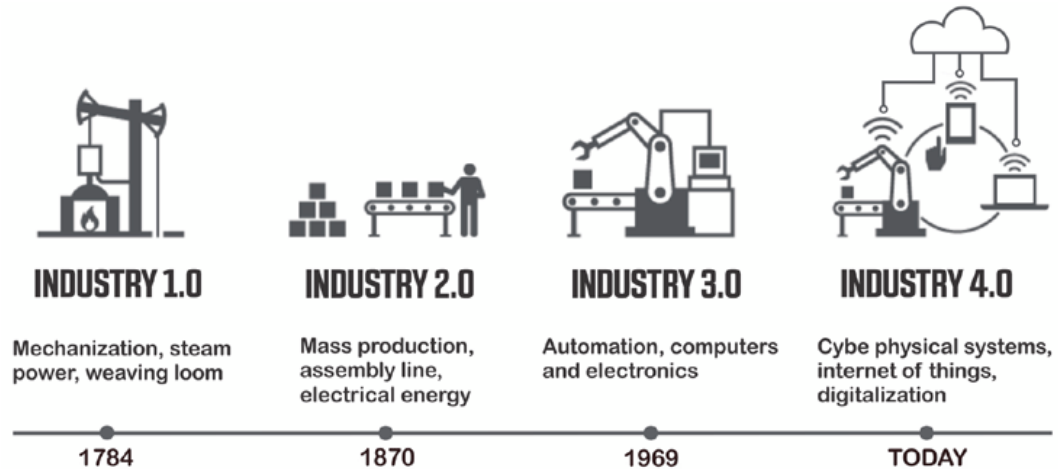 INDUSTRY 1.0
Mechanization, steam
power, weaving loom
1784
INDUSTRY 2.0
Mass production,
assembly line,
electrical energy
1870
INDUSTRY 3.0
Automation, computers
and electronics
1969
INDUSTRY 4.0
Cybe physical systems,
internet of things,
digitalization
TODAY